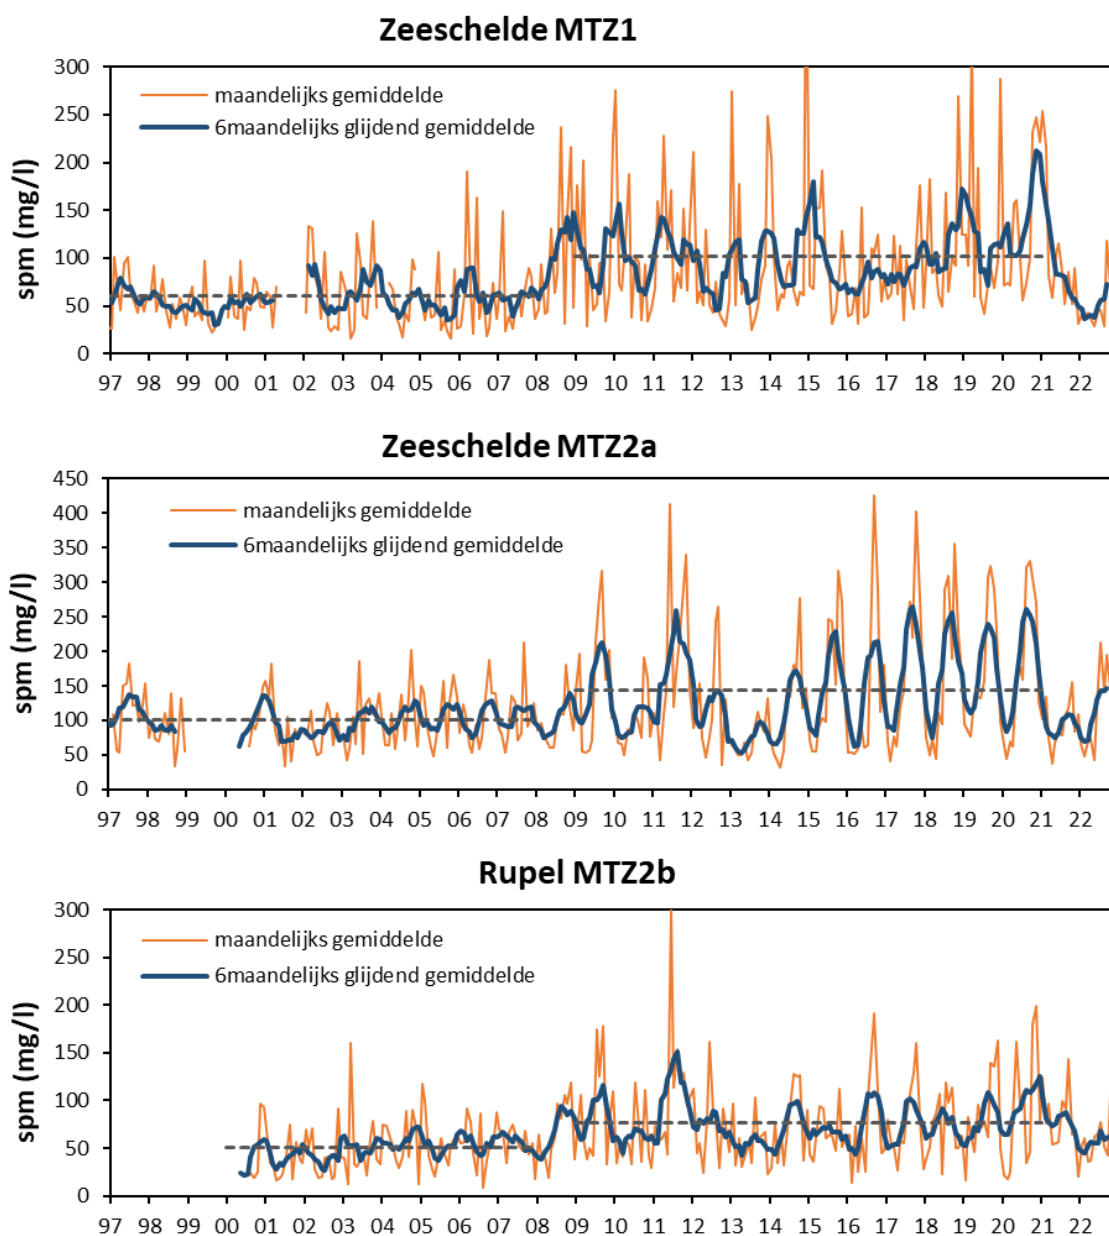 Zeeschelde MTZ1
300
250
200
150
100
50
0
spm (mg/l)
maandelijks gemiddelde
6maandelijks glijdend gemiddelde
97 98 99 00 01 02 03 04 05 06 07 08 09 10 11 12 13 14 15 16 17 18 19 20 21 22
Zeeschelde MTZ2a
450
400
350
300
250
200
150
100
50
0
spm (mg/l)
maandelijks gemiddelde
6maandelijks glijdend gemiddelde
97 98 99 00 01 02 03 04 05 06 07 08 09 10 11 12 13 14 15 16 17 18 19 20 21 22
Rupel MTZ2b
300
250
200
150
100
50
0
spm (mg/l)
maandelijks gemiddelde
6maandelijks glijdend gemiddelde
97 98 99 00 01 02 03 04 05 06 07 08 09 10 11 12 13 14 15 16 17 18 19 20 21 22